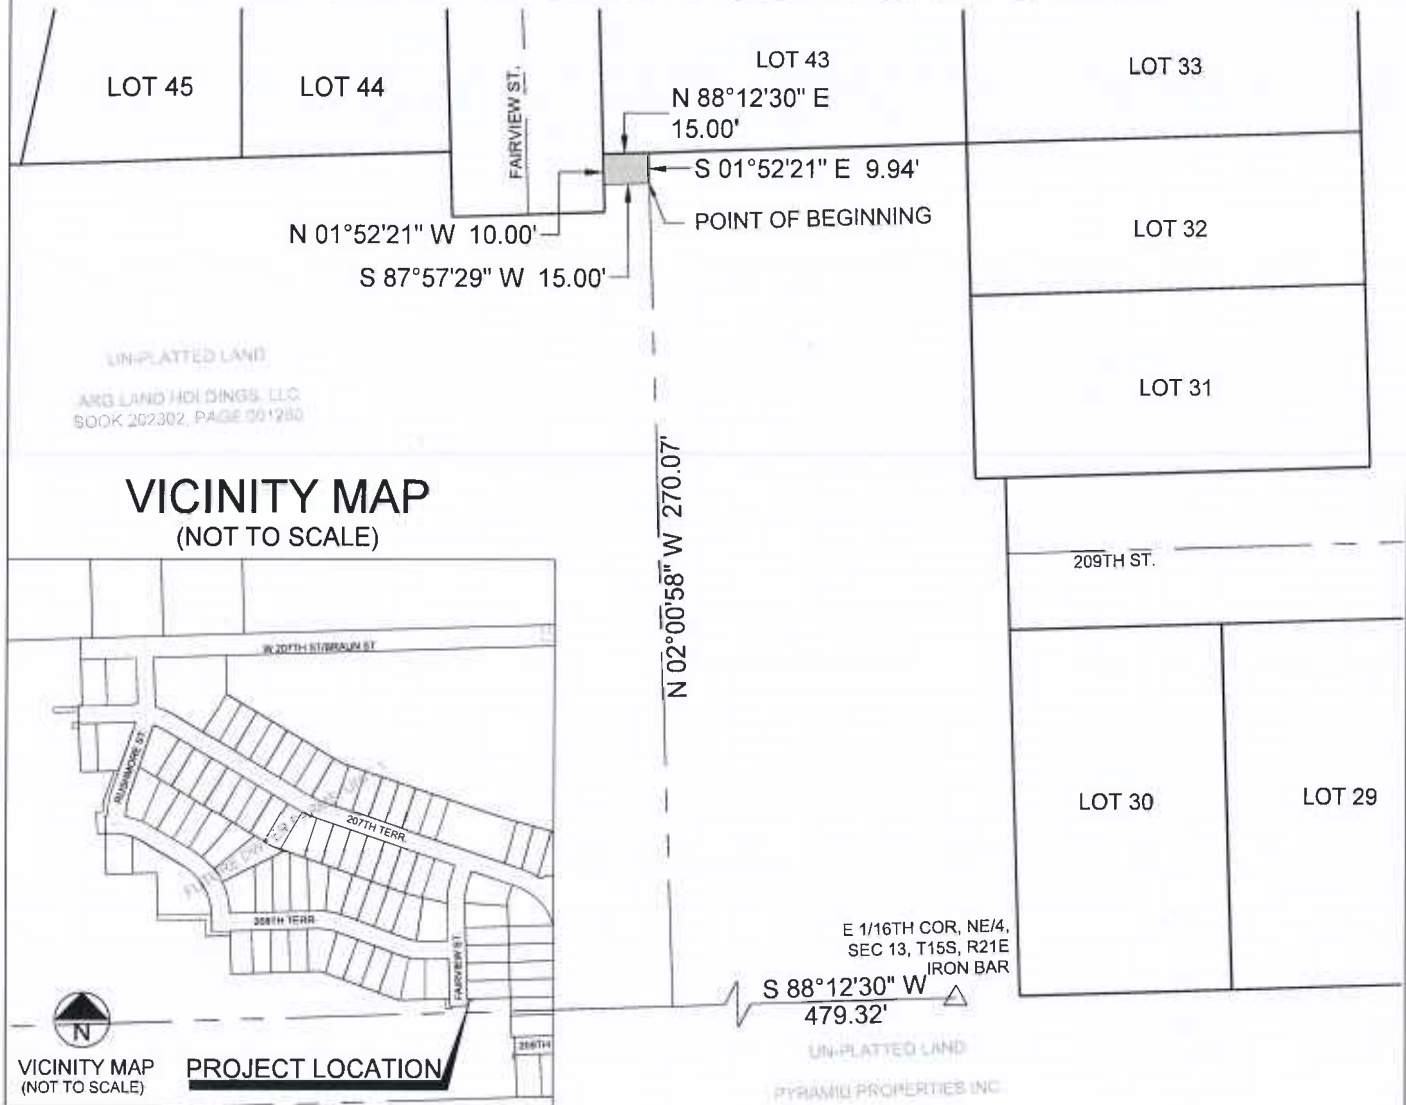 LOT 45
LOT 44
FAIRVIEW ST.
LOT 43
LOT 33
N 88°12'30" E
15.00'
S 01°52'21" E 9.94'
POINT OF BEGINNING
N 01°52'21" W 10.00'
S 87°57'29" W 15.00'
LOT 32
LOT 31
UN-PLATTED LAND
ARG LAND HOLDINGS, LLC
BOOK 202302, PAGE 001260
VICINITY MAP
(NOT TO SCALE)
N 02°00'58" W 270.07'
209TH ST.
W 207TH ST/BRAUN ST
RUSHMORE ST
207TH TERR.
FUTURE
208TH TERR.
FAIRVIEW ST.
LOT 30
LOT 29
E 1/16TH COR, NE/4,
SEC 13, T15S, R21E
IRON BAR
S 88°12'30" W
479.32'
N
VICINITY MAP
(NOT TO SCALE)
PROJECT LOCATION
209TH
UN-PLATTED LAND
PYRAMID PROPERTIES INC